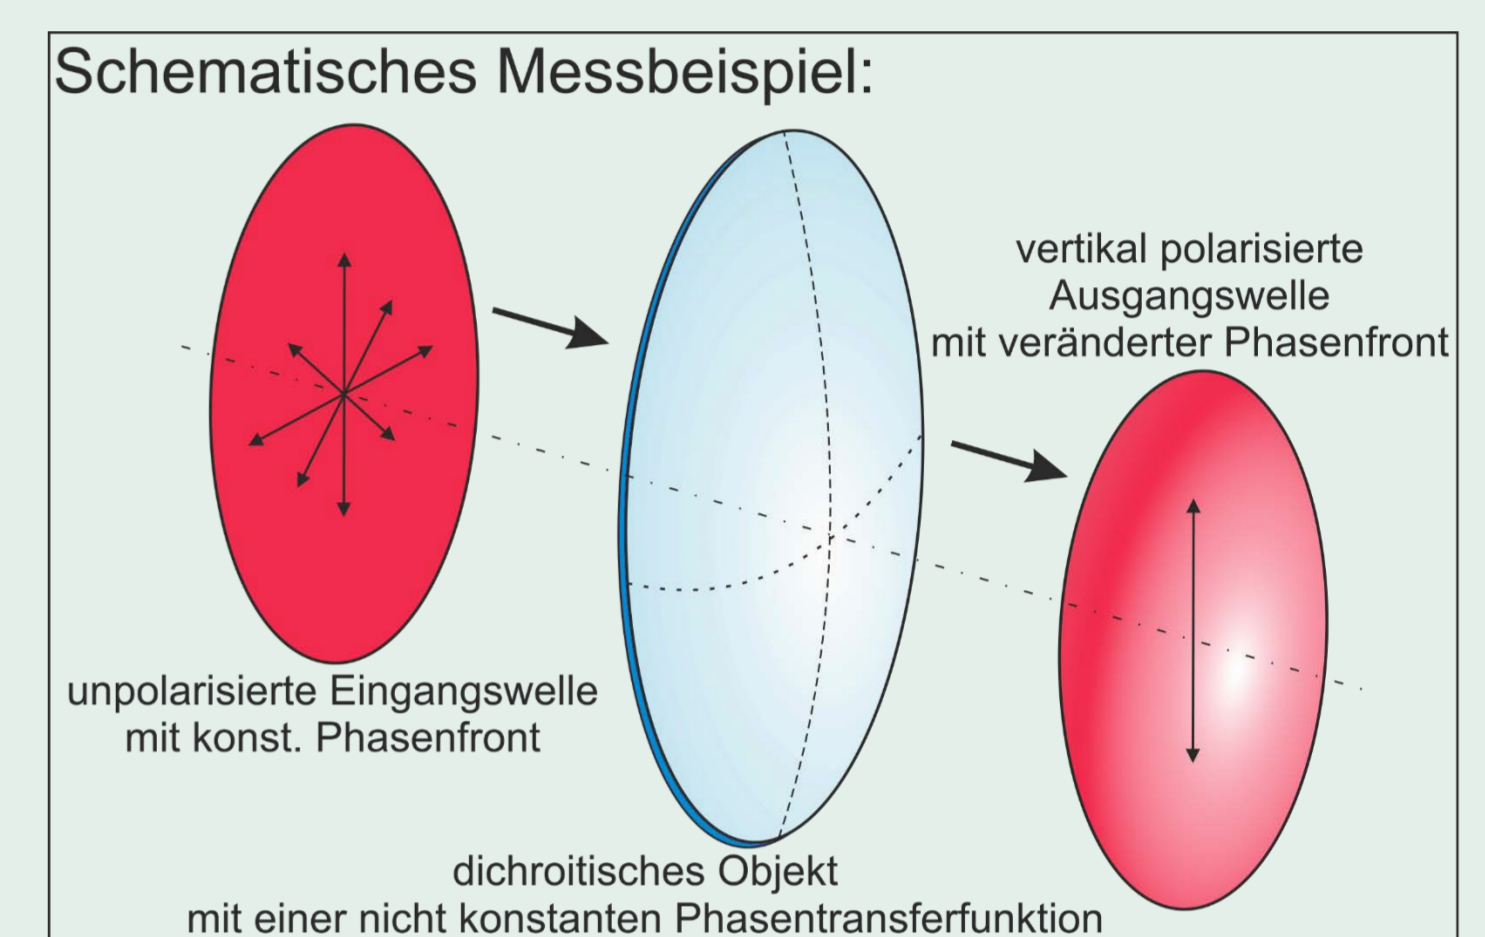 Schematisches Messbeispiel:
vertikal polarisierte
Ausgangswelle
mit veränderter Phasenfront
unpolarisierte Eingangswelle
mit konst. Phasenfront
dichroitisches Objekt
mit einer nicht konstanten Phasentransferfunktion